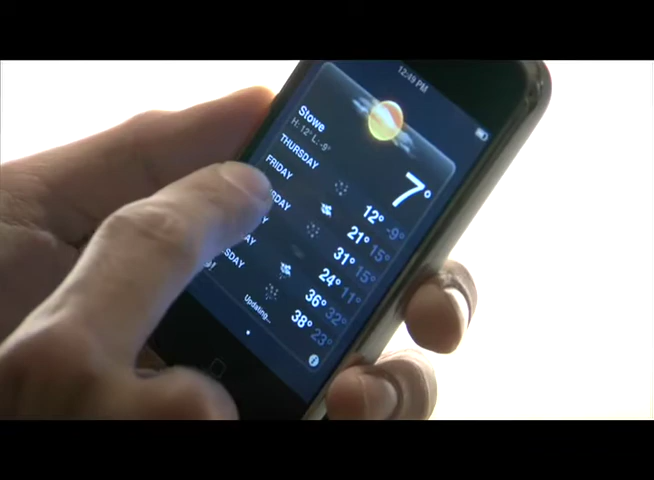 12:49 PM
Stowe
H: 12° L: -9°
7°
THURSDAY 12° -9°
FRIDAY 21° 15°
31° 15°
24° 11°
36° 32°
38° 23°
Updating...